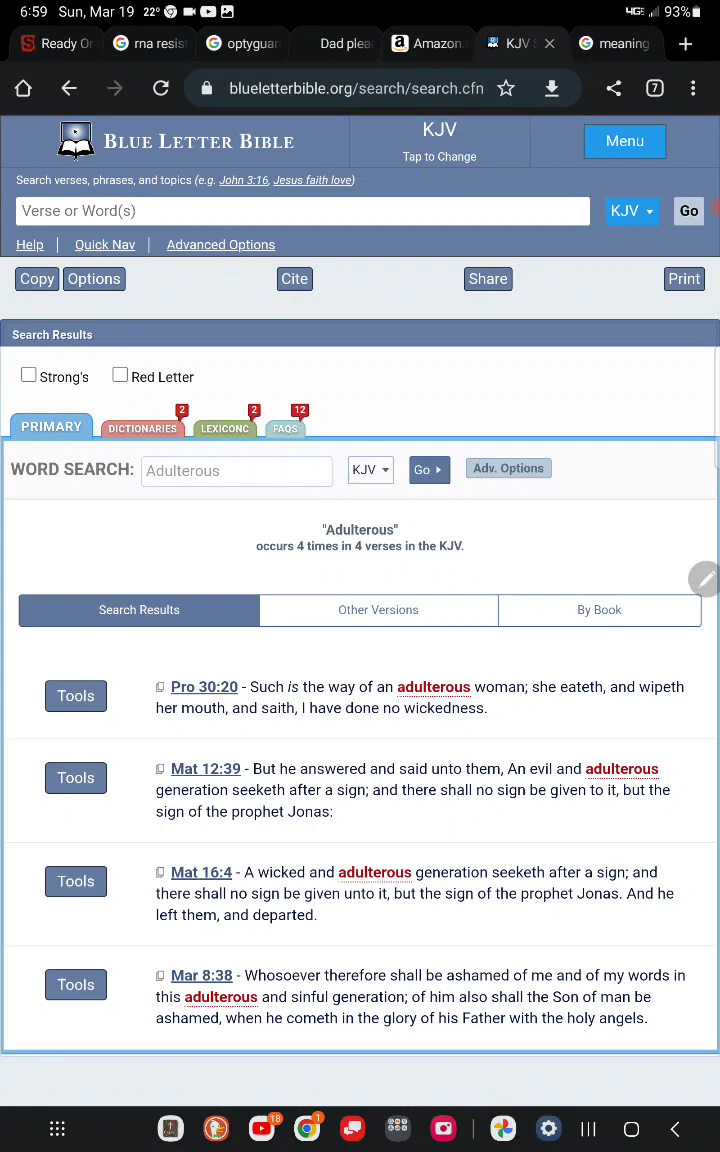 6:59 Sun, Mar 19 22° 4GE 93%
Ready Or rna resist optyguar Dad plea Amazon. KJV S meaning
blueletterbible.org/search/search.cfn 7
BLUE LETTER BIBLE KJV Menu
Tap to Change
Search verses, phrases, and topics (e.g. John 3:16, Jesus faith love)
Verse or Word(s) KJV Go
Help Quick Nav Advanced Options
Copy Options Cite Share Print
Search Results
Strong's Red Letter
2 2 12
PRIMARY DICTIONARIES LEXICONC FAQS
WORD SEARCH: Adulterous KJV Go Adv. Options
"Adulterous"
occurs 4 times in 4 verses in the KJV.
Search Results Other Versions By Book
Tools Pro 30:20 - Such is the way of an adulterous woman; she eateth, and wipeth
her mouth, and saith, I have done no wickedness.
Tools Mat 12:39 - But he answered and said unto them, An evil and adulterous
generation seeketh after a sign; and there shall no sign be given to it, but the
sign of the prophet Jonas:
Tools Mat 16:4 - A wicked and adulterous generation seeketh after a sign; and
there shall no sign be given unto it, but the sign of the prophet Jonas. And he
left them, and departed.
Tools Mar 8:38 - Whosoever therefore shall be ashamed of me and of my words in
this adulterous and sinful generation; of him also shall the Son of man be
ashamed, when he cometh in the glory of his Father with the holy angels.
18 1